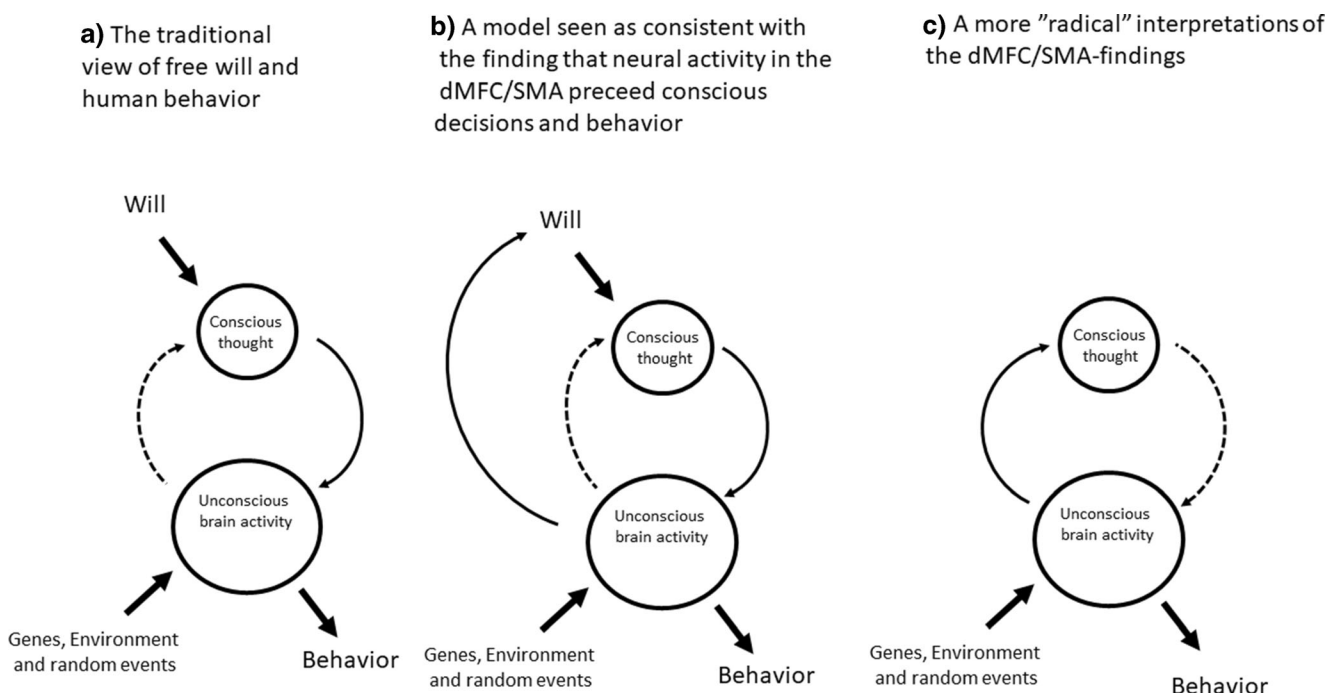 a) The traditional
view of free will and
human behavior
b) A model seen as consistent with
the finding that neural activity in the
dMFC/SMA preceed conscious
decisions and behavior
c) A more ”radical” interpretations of
the dMFC/SMA-findings
Will
Conscious
thought
Unconscious
brain activity
Genes, Environment
and random events
Behavior
Will
Conscious
thought
Unconscious
brain activity
Genes, Environment
and random events
Behavior
Conscious
thought
Unconscious
brain activity
Genes, Environment
and random events
Behavior